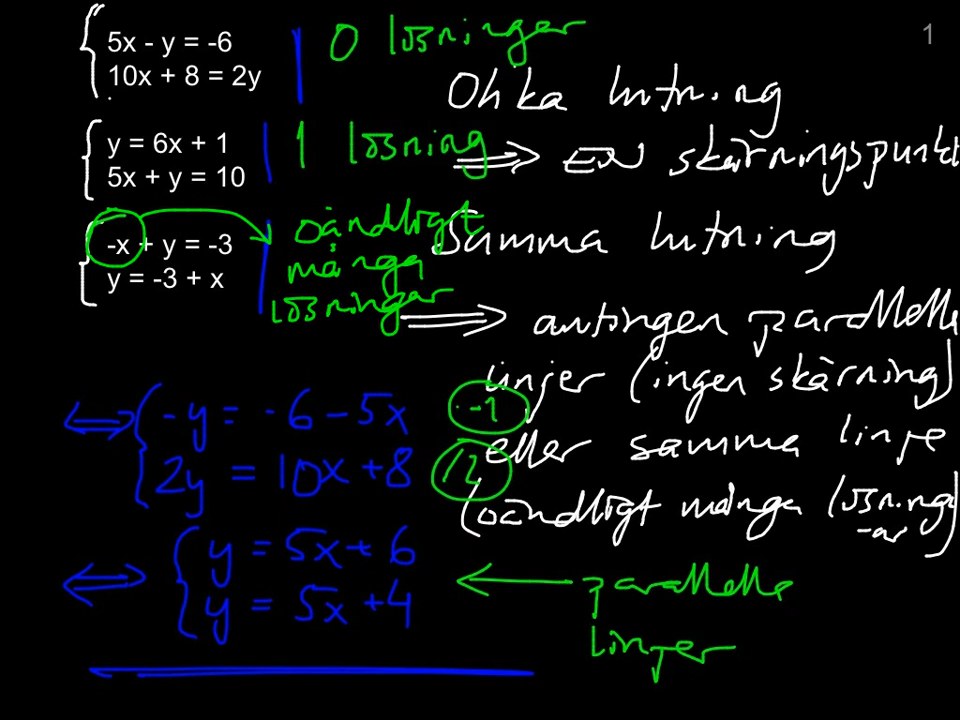 1
5x - y = -6
10x + 8 = 2y
0 lösningar
y = 6x + 1
5x + y = 10
1 lösning
-x + y = -3
y = -3 + x
oändligt
många
lösningar
Olika lutning
⇒ EN skärningspunkt
Samma lutning
⇒ antingen parallella
linjer (ingen skärning)
eller samma linje
(oändligt många lösning
-ar)
⇔ -y = -6 - 5x · -1
2y = 10x + 8 /2
⇔ y = 5x + 6
y = 5x + 4
← parallella
linjer